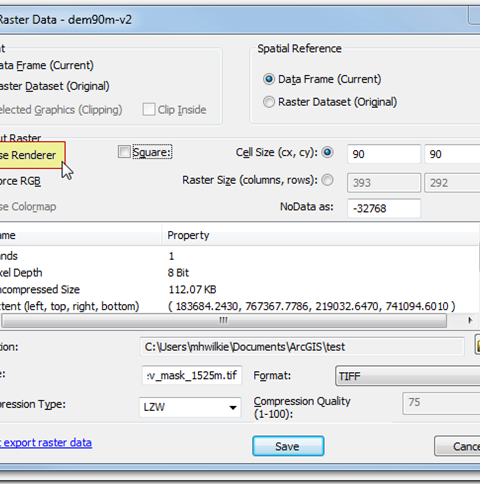 Raster Data - dem90m-v2
nt Spatial Reference
ata Frame (Current) Data Frame (Current)
aster Dataset (Original) Raster Dataset (Original)
elected Graphics (Clipping) Clip Inside
ut Raster
se Renderer Square: Cell Size (cx, cy): 90 90
orce RGB Raster Size (columns, rows): 393 292
se Colormap NoData as: -32768
ame Property
ands 1
xel Depth 8 Bit
ncompressed Size 112.07 KB
tent (left, top, right, bottom) ( 183684.2430, 767367.7786, 219032.6470, 741094.6010 )
tion: C:\Users\mhwilkie\Documents\ArcGIS\test
e: :v_mask_1525m.tif Format: TIFF
pression Type: LZW Compression Quality 75
(1-100):
t export raster data Save Cance